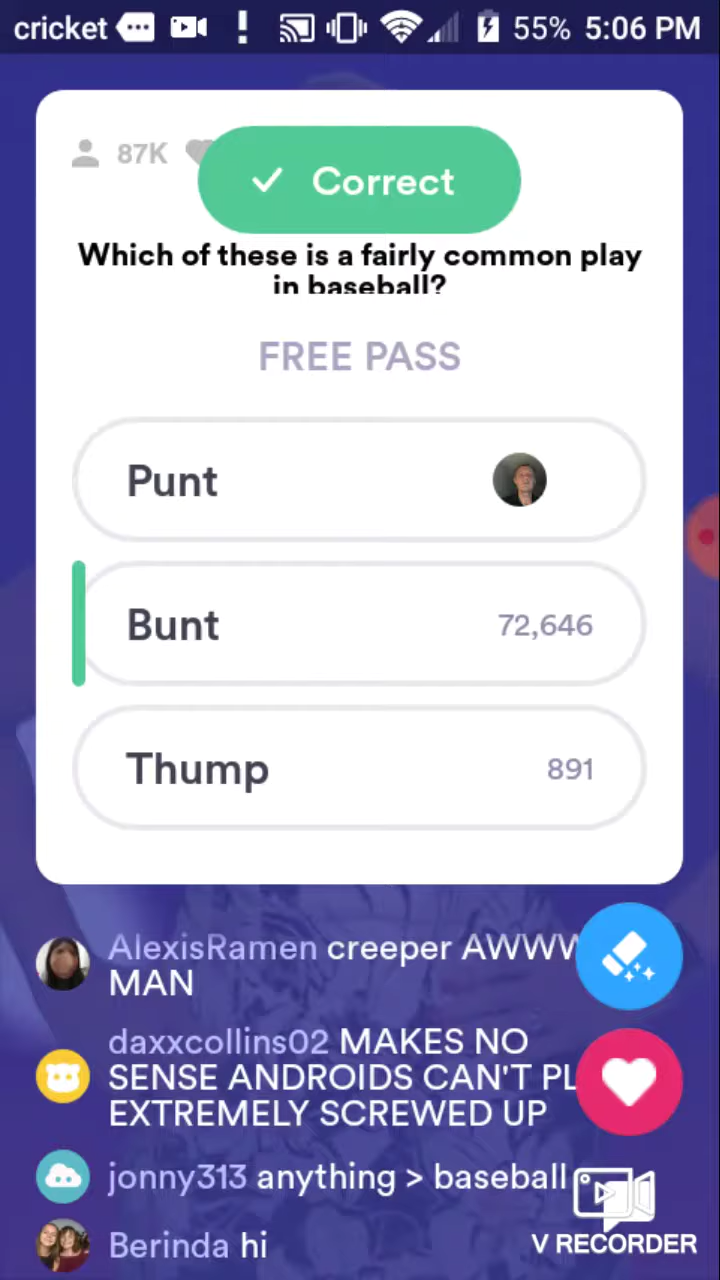 cricket 55% 5:06 PM
87K
Correct
Which of these is a fairly common play
in baseball?
FREE PASS
Punt
Bunt 72,646
Thump 891
AlexisRamen creeper AWWW
MAN
daxxcollins02 MAKES NO
SENSE ANDROIDS CAN'T PL
EXTREMELY SCREWED UP
jonny313 anything > baseball
Berinda hi
V RECORDER